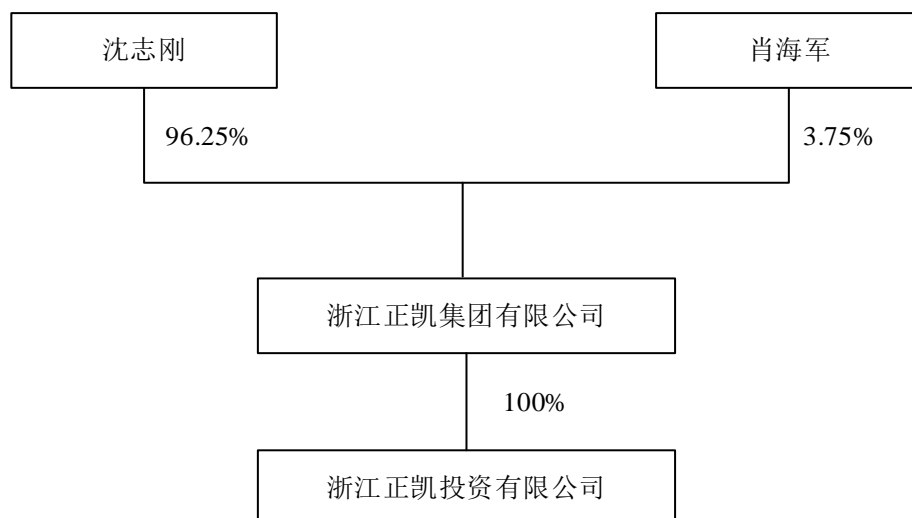 沈志刚
肖海军
96.25%
3.75%
浙江正凯集团有限公司
100%
浙江正凯投资有限公司